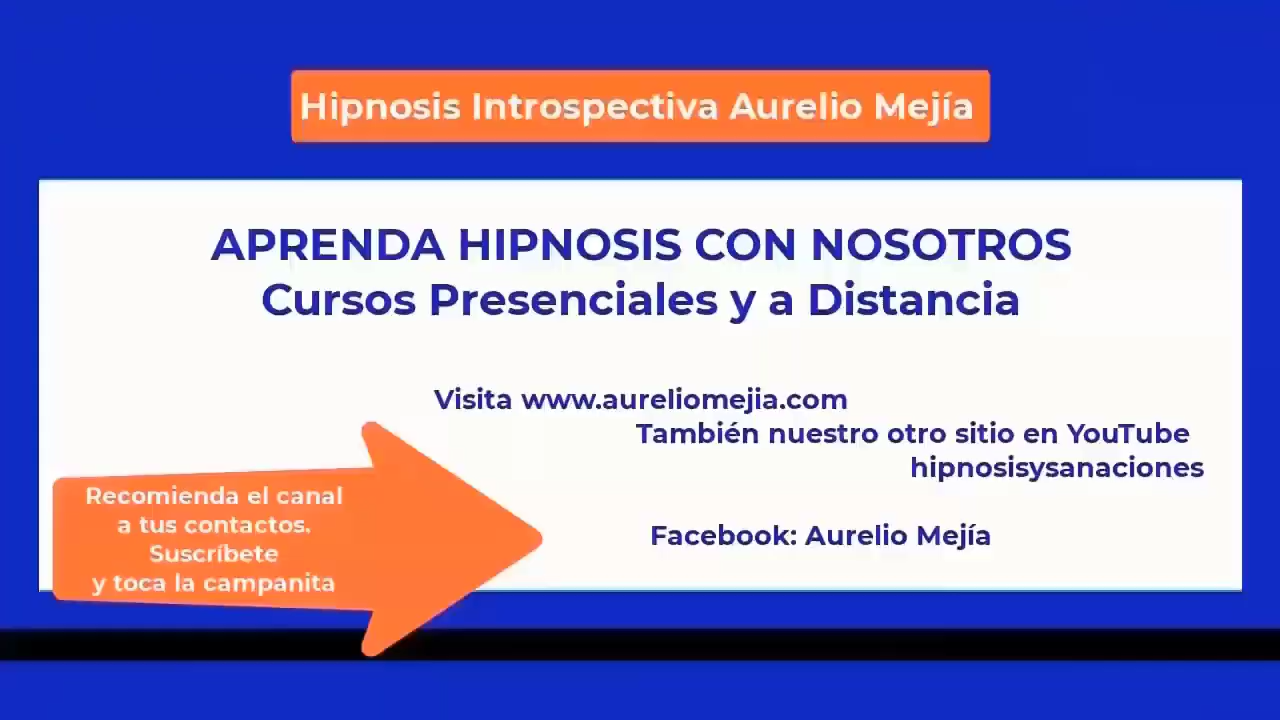 Hipnosis Introspectiva Aurelio Mejía
APRENDA HIPNOSIS CON NOSOTROS
Cursos Presenciales y a Distancia
Visita www.aureliomejia.com
También nuestro otro sitio en YouTube
hipnosisysanaciones
Facebook: Aurelio Mejía
Recomienda el canal
a tus contactos.
Suscríbete
y toca la campanita